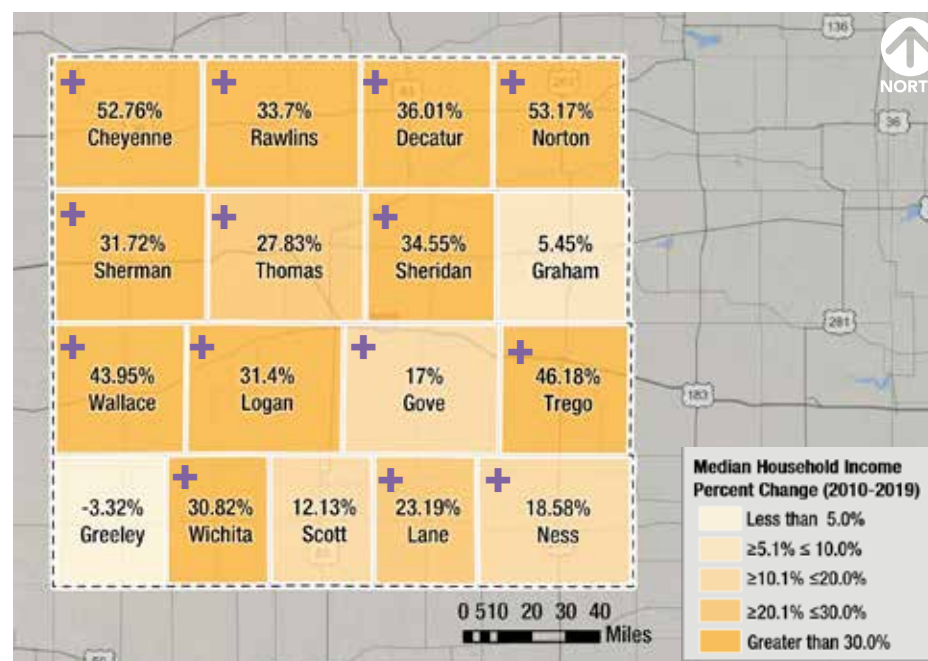 136
NORT
52.76%
Cheyenne
33.7%
Rawlins
36.01%
Decatur
53.17%
Norton
36
31.72%
Sherman
27.83%
Thomas
34.55%
Sheridan
5.45%
Graham
281
43.95%
Wallace
31.4%
Logan
17%
Gove
46.18%
Trego
183
-3.32%
Greeley
30.82%
Wichita
12.13%
Scott
23.19%
Lane
18.58%
Ness
Median Household Income
Percent Change (2010-2019)
Less than 5.0%
≥5.1% ≤ 10.0%
≥10.1% ≤20.0%
≥20.1% ≤30.0%
Greater than 30.0%
0 510 20 30 40
Miles